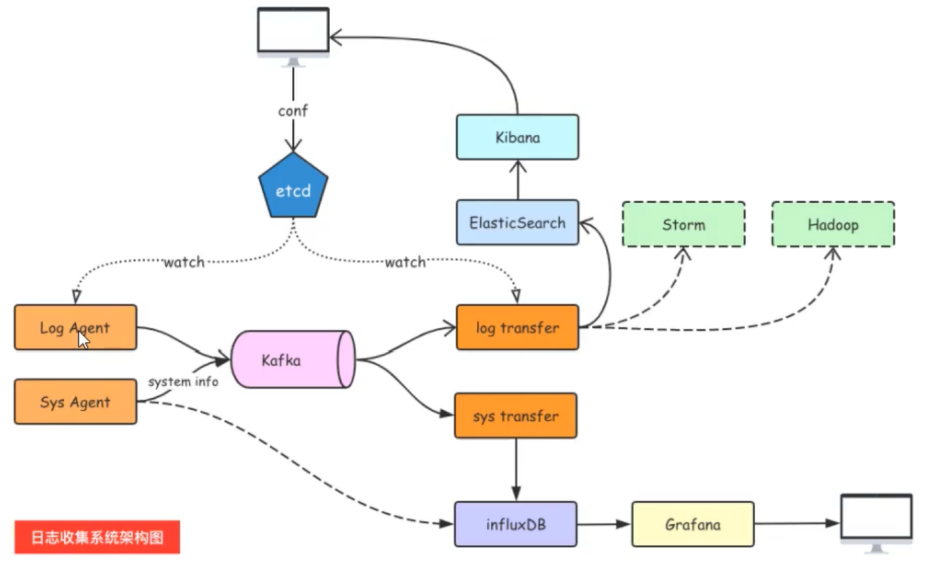 conf
etcd
Kibana
ElasticSearch
Storm
Hadoop
watch
watch
Log Agent
Kafka
log transfer
system info
Sys Agent
sys transfer
influxDB
Grafana
日志收集系统架构图